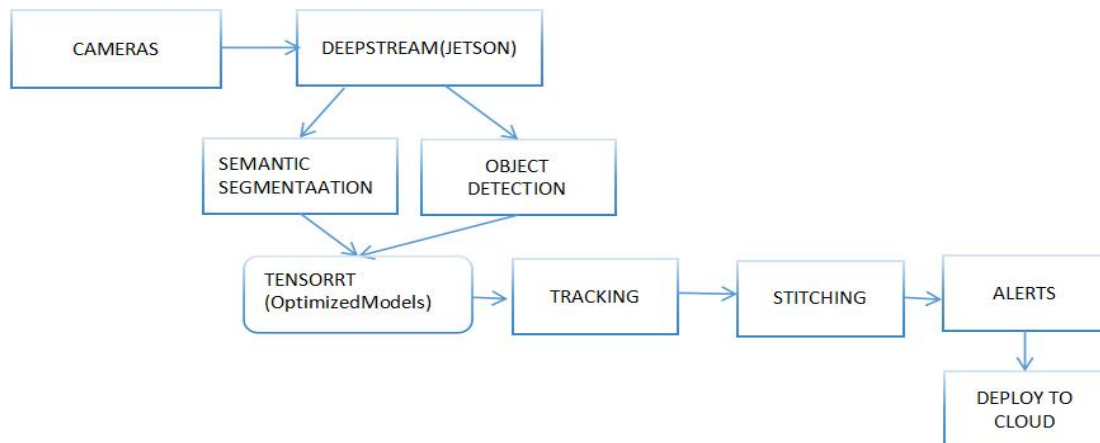 CAMERAS
DEEPSTREAM(JETSON)
SEMANTIC
SEGMENTAATION
OBJECT
DETECTION
TENSORRT
(OptimizedModels)
TRACKING
STITCHING
ALERTS
DEPLOY TO
CLOUD